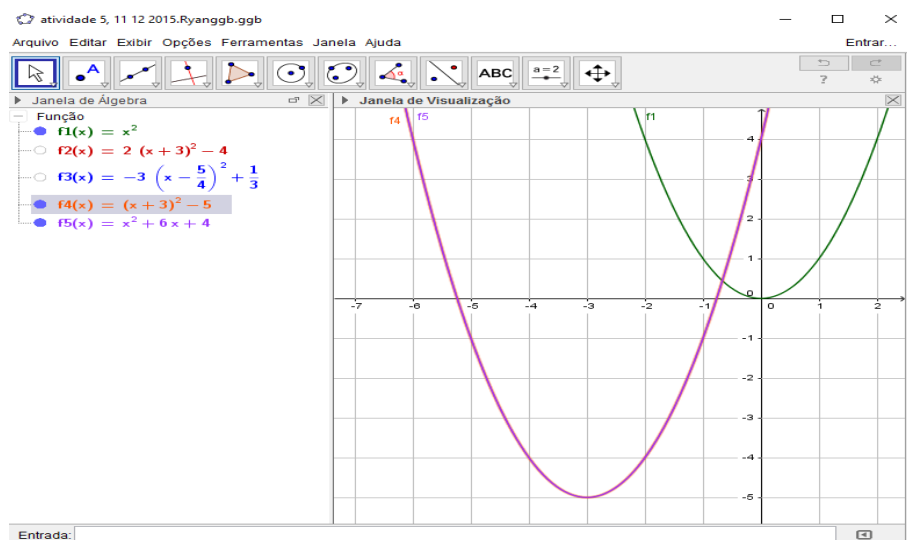 atividade 5, 11 12 2015.Ryanggb.ggb
Arquivo Editar Exibir Opções Ferramentas Janela Ajuda Entrar...
A α ABC a=2 ?
Janela de Álgebra
Janela de Visualização
Função
f1(x) = x²
f2(x) = 2 (x + 3)² − 4
f3(x) = −3 (x − 5/4)² + 1/3
f4(x) = (x + 3)² − 5
f5(x) = x² + 6 x + 4
f4 f5 f1
4
3
2
1
0
-7 -6 -5 -4 -3 -2 -1 0 1 2
-1
-2
-3
-4
-5
Entrada: